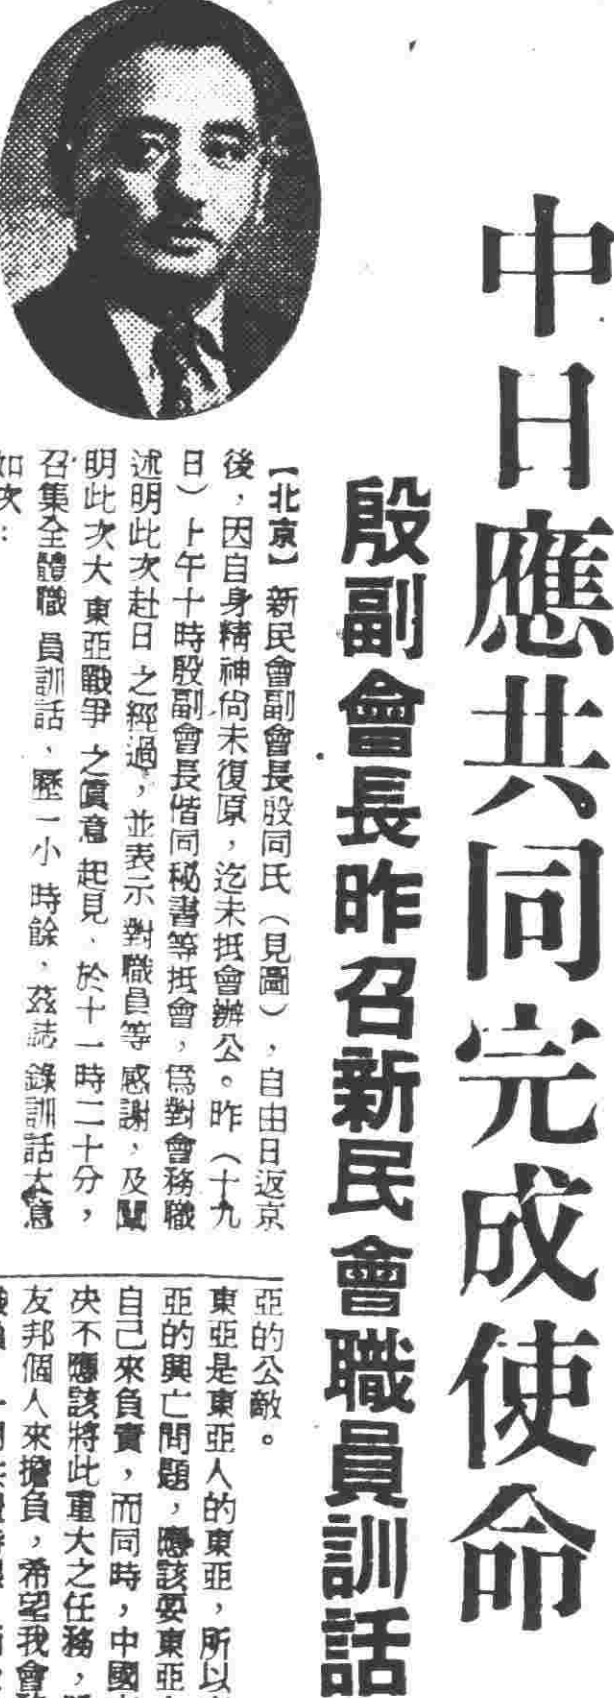 中日應共同完成使命
殷副會長昨召新民會職員訓話
【北京】新民會副會長殷同氏（見圖），自由日返京
後，因自身精神尙未復原，迄未抵會辦公。昨（十九
日）上午十時殷副會長偕同秘書等抵會，爲對會務職
述明此次赴日之經過，並表示對職員等感謝，及闡
明此次大東亞戰爭之眞意起見，於十一時二十分，
召集全體職員訓話，歷一小時餘，茲誌錄訓話大意
如次：
亞的公敵。
東亞是東亞人的東亞，所以
亞的興亡問題，應該要東亞
自己來負責，而同時，中國
决不應該將此重大之任務，
友邦個人來擔負，希望我會